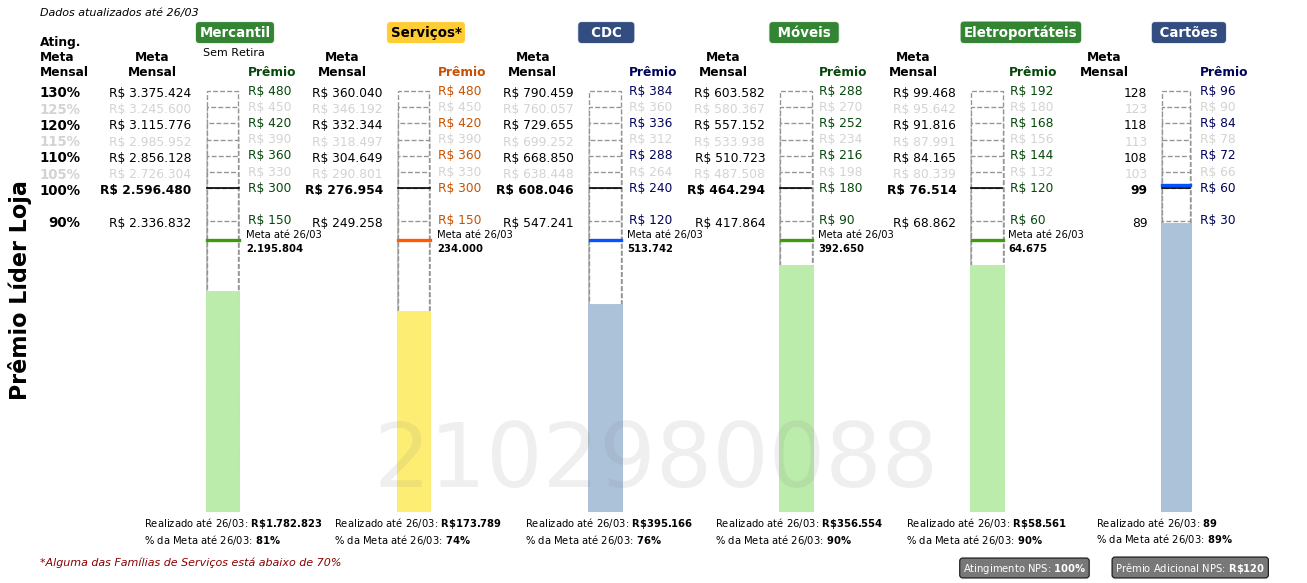 Dados atualizados até 26/03
Mercantil Serviços* CDC Móveis Eletroportáteis Cartões
Sem Retira
Ating. Meta Mensal Meta Mensal Prêmio Meta Mensal Prêmio Meta Mensal Prêmio Meta Mensal Prêmio Meta Mensal Prêmio Meta Mensal Prêmio
130% R$ 3.375.424 R$ 480 R$ 360.040 R$ 480 R$ 790.459 R$ 384 R$ 603.582 R$ 288 R$ 99.468 R$ 192 128 R$ 96
125% R$ 3.245.600 R$ 450 R$ 346.192 R$ 450 R$ 760.057 R$ 360 R$ 580.367 R$ 270 R$ 95.642 R$ 180 123 R$ 90
120% R$ 3.115.776 R$ 420 R$ 332.344 R$ 420 R$ 729.655 R$ 336 R$ 557.152 R$ 252 R$ 91.816 R$ 168 118 R$ 84
115% R$ 2.985.952 R$ 390 R$ 318.497 R$ 390 R$ 699.252 R$ 312 R$ 533.938 R$ 234 R$ 87.991 R$ 156 113 R$ 78
110% R$ 2.856.128 R$ 360 R$ 304.649 R$ 360 R$ 668.850 R$ 288 R$ 510.723 R$ 216 R$ 84.165 R$ 144 108 R$ 72
105% R$ 2.726.304 R$ 330 R$ 290.801 R$ 330 R$ 638.448 R$ 264 R$ 487.508 R$ 198 R$ 80.339 R$ 132 103 R$ 66
100% R$ 2.596.480 R$ 300 R$ 276.954 R$ 300 R$ 608.046 R$ 240 R$ 464.294 R$ 180 R$ 76.514 R$ 120 99 R$ 60
90% R$ 2.336.832 R$ 150 R$ 249.258 R$ 150 R$ 547.241 R$ 120 R$ 417.864 R$ 90 R$ 68.862 R$ 60 89 R$ 30
Meta até 26/03 Meta até 26/03 Meta até 26/03 Meta até 26/03 Meta até 26/03
2.195.804 234.000 513.742 392.650 64.675
Prêmio Líder Loja
2102980088
Realizado até 26/03: R$1.782.823 Realizado até 26/03: R$173.789 Realizado até 26/03: R$395.166 Realizado até 26/03: R$356.554 Realizado até 26/03: R$58.561 Realizado até 26/03: 89
% da Meta até 26/03: 81% % da Meta até 26/03: 74% % da Meta até 26/03: 76% % da Meta até 26/03: 90% % da Meta até 26/03: 90% % da Meta até 26/03: 89%
*Alguma das Famílias de Serviços está abaixo de 70%
Atingimento NPS: 100% Prêmio Adicional NPS: R$120